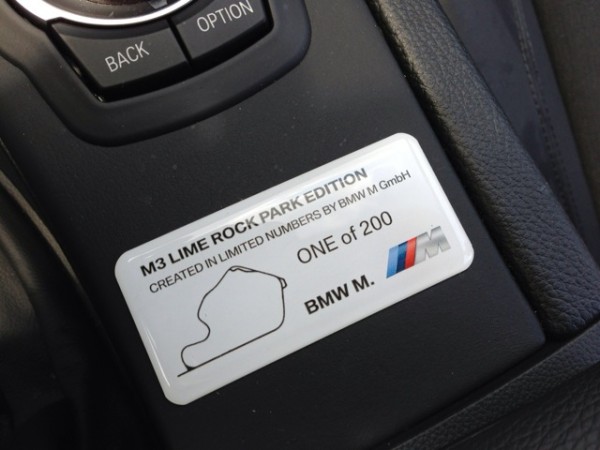 BACK
OPTION
M3 LIME ROCK PARK EDITION
CREATED IN LIMITED NUMBERS BY BMW M GmbH
ONE of 200
BMW M.
M